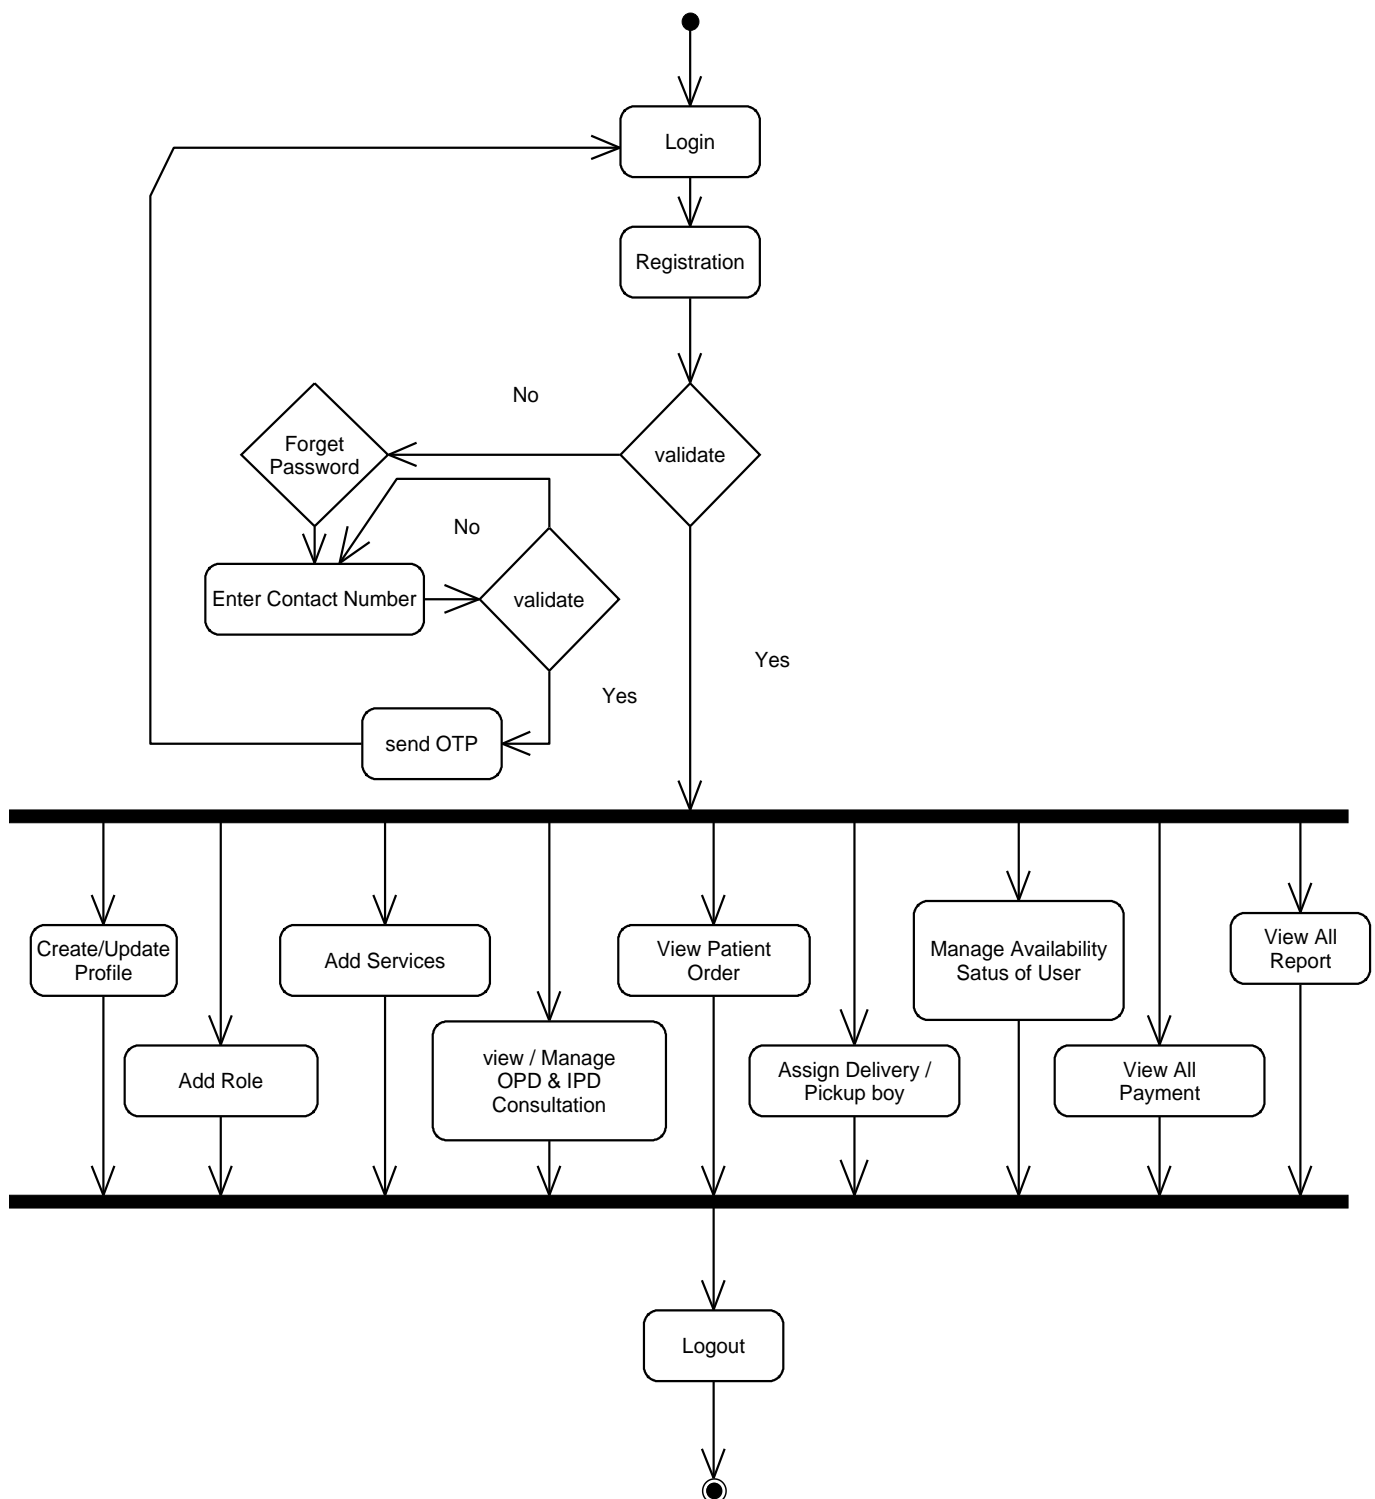 Login
Registration
No
Forget
Password
validate
No
Enter Contact Number
validate
Yes
Yes
send OTP
Create/Update
Profile
Add Services
View Patient
Order
Manage Availability
Satus of User
View All
Report
Add Role
view / Manage
OPD & IPD
Consultation
Assign Delivery /
Pickup boy
View All
Payment
Logout